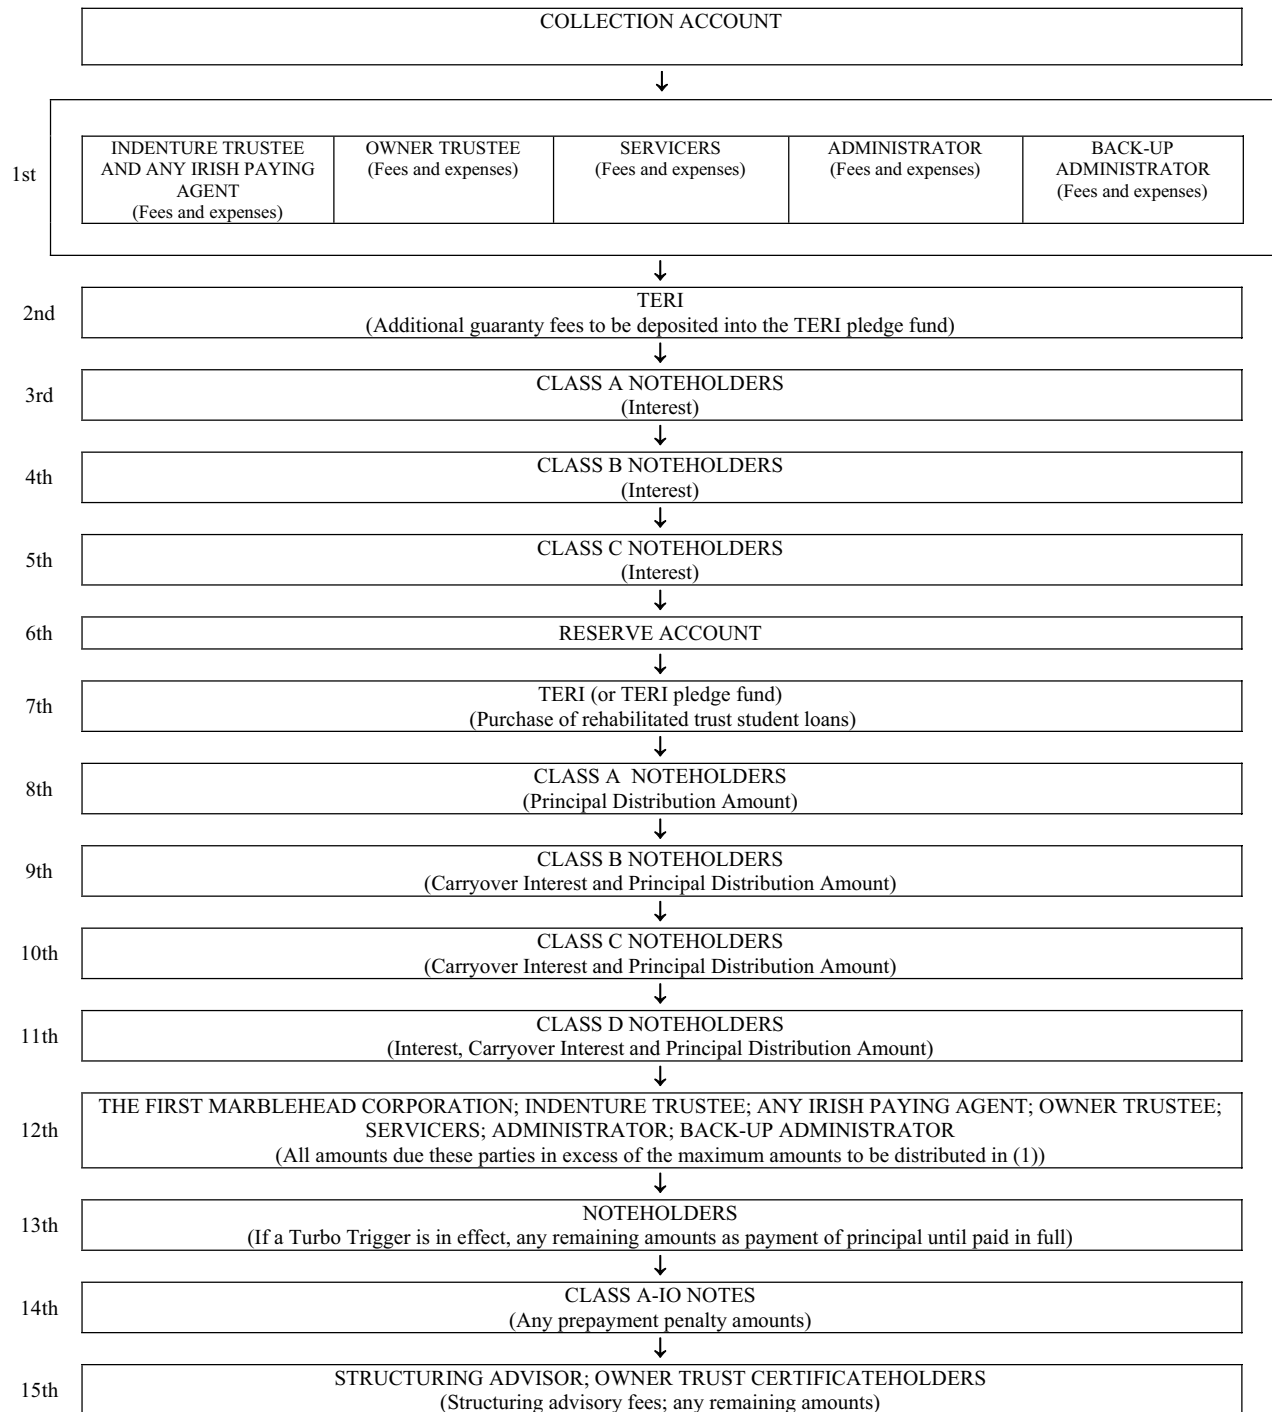 COLLECTION ACCOUNT
1st
INDENTURE TRUSTEE
AND ANY IRISH PAYING
AGENT
(Fees and expenses)
OWNER TRUSTEE
(Fees and expenses)
SERVICERS
(Fees and expenses)
ADMINISTRATOR
(Fees and expenses)
BACK-UP
ADMINISTRATOR
(Fees and expenses)
2nd
TERI
(Additional guaranty fees to be deposited into the TERI pledge fund)
3rd
CLASS A NOTEHOLDERS
(Interest)
4th
CLASS B NOTEHOLDERS
(Interest)
5th
CLASS C NOTEHOLDERS
(Interest)
6th
RESERVE ACCOUNT
7th
TERI (or TERI pledge fund)
(Purchase of rehabilitated trust student loans)
8th
CLASS A NOTEHOLDERS
(Principal Distribution Amount)
9th
CLASS B NOTEHOLDERS
(Carryover Interest and Principal Distribution Amount)
10th
CLASS C NOTEHOLDERS
(Carryover Interest and Principal Distribution Amount)
11th
CLASS D NOTEHOLDERS
(Interest, Carryover Interest and Principal Distribution Amount)
12th
THE FIRST MARBLEHEAD CORPORATION; INDENTURE TRUSTEE; ANY IRISH PAYING AGENT; OWNER TRUSTEE;
SERVICERS; ADMINISTRATOR; BACK-UP ADMINISTRATOR
(All amounts due these parties in excess of the maximum amounts to be distributed in (1))
13th
NOTEHOLDERS
(If a Turbo Trigger is in effect, any remaining amounts as payment of principal until paid in full)
14th
CLASS A-IO NOTES
(Any prepayment penalty amounts)
15th
STRUCTURING ADVISOR; OWNER TRUST CERTIFICATEHOLDERS
(Structuring advisory fees; any remaining amounts)